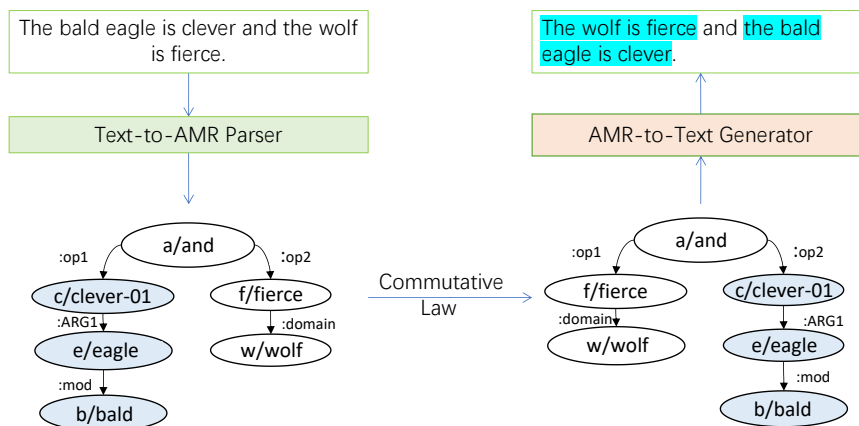 The bald eagle is clever and the wolf
is fierce.
Text-to-AMR Parser
a/and
:op1
:op2
c/clever-01
f/fierce
:ARG1
:domain
e/eagle
w/wolf
:mod
b/bald
Commutative
Law
The wolf is fierce and the bald
eagle is clever.
AMR-to-Text Generator
a/and
:op1
:op2
f/fierce
c/clever-01
:domain
:ARG1
w/wolf
e/eagle
:mod
b/bald